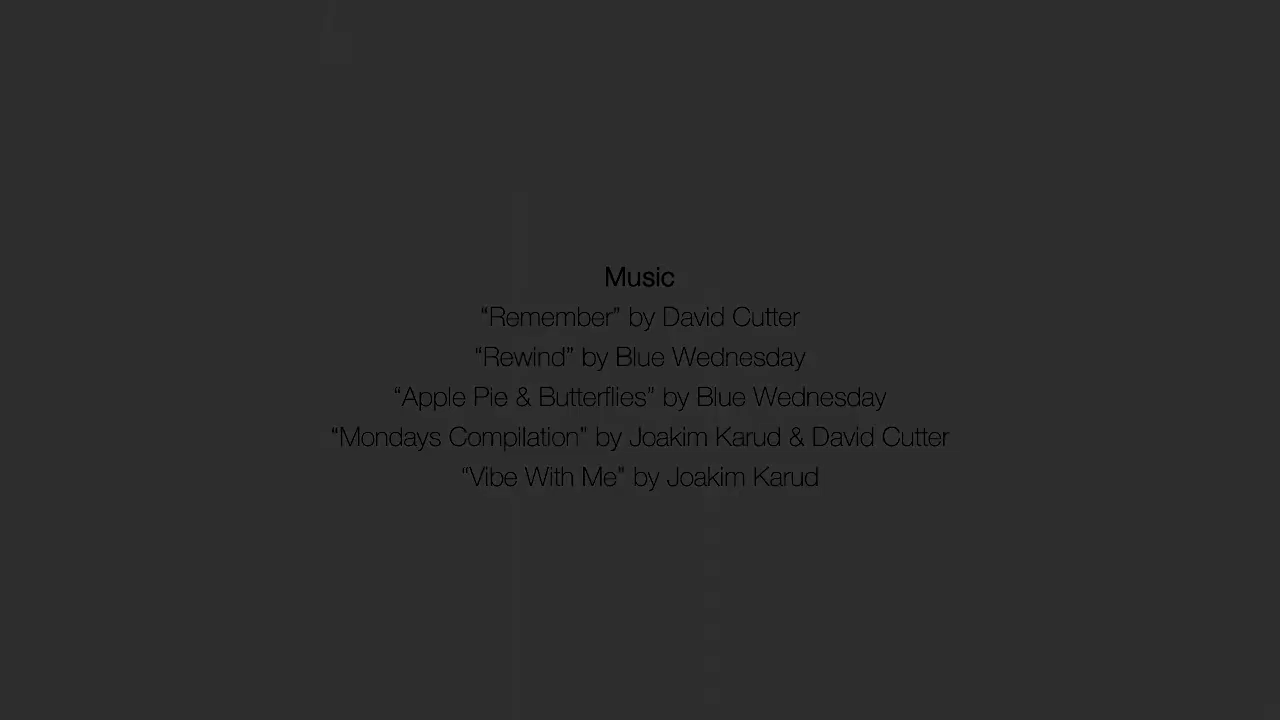 Music
“Remember” by David Cutter
“Rewind” by Blue Wednesday
“Apple Pie & Butterflies” by Blue Wednesday
“Mondays Compilation” by Joakim Karud & David Cutter
“Vibe With Me” by Joakim Karud